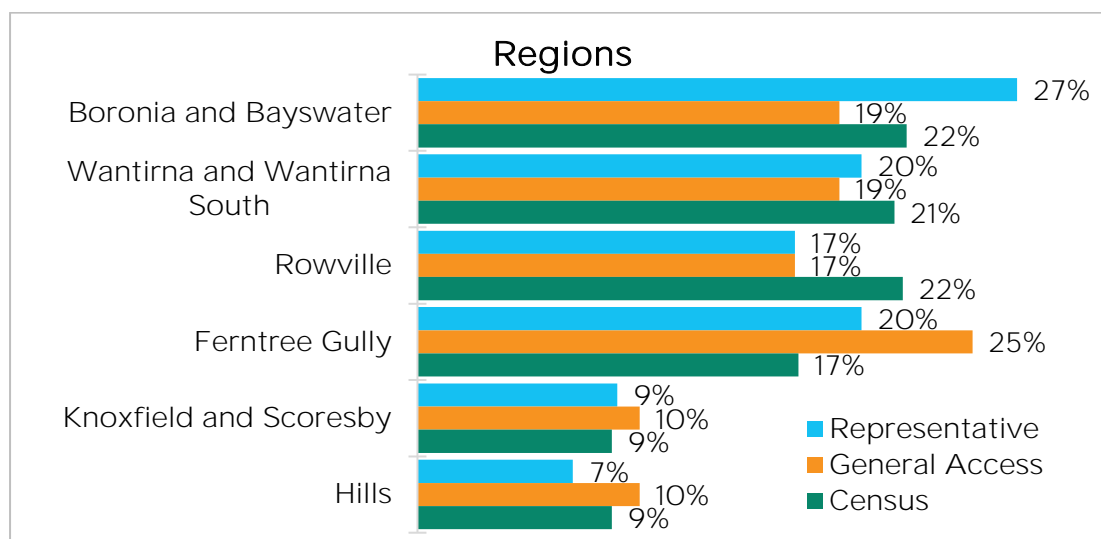 Regions
Boronia and Bayswater
27%
19%
22%
Wantirna and Wantirna
South
20%
19%
21%
Rowville
17%
17%
22%
Ferntree Gully
20%
25%
17%
Knoxfield and Scoresby
9%
10%
9%
Hills
7%
10%
9%
Representative
General Access
Census